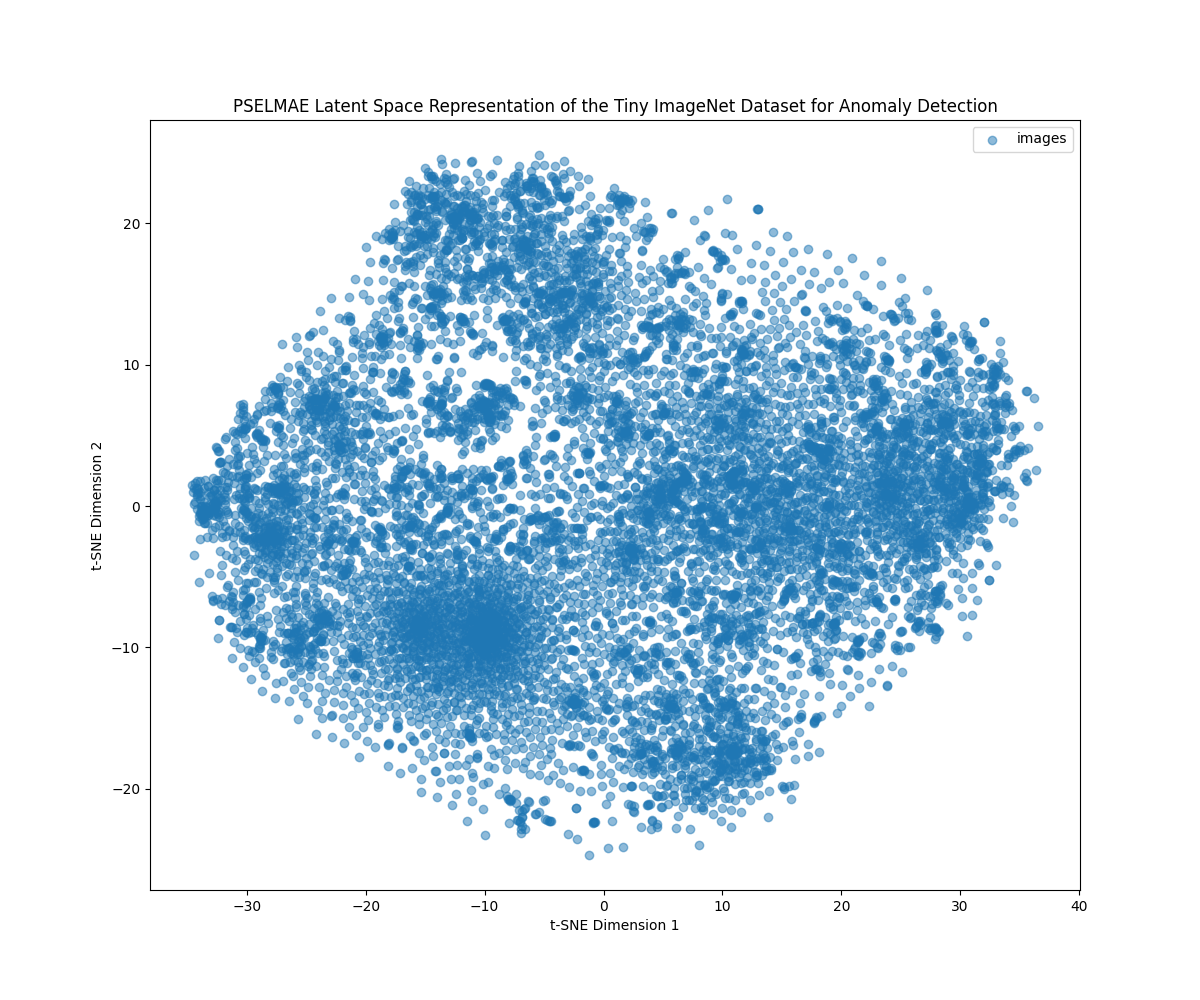 PSELMAE Latent Space Representation of the Tiny ImageNet Dataset for Anomaly Detection
images
20
10
0
−10
−20
t-SNE Dimension 2
−30 −20 −10 0 10 20 30 40
t-SNE Dimension 1